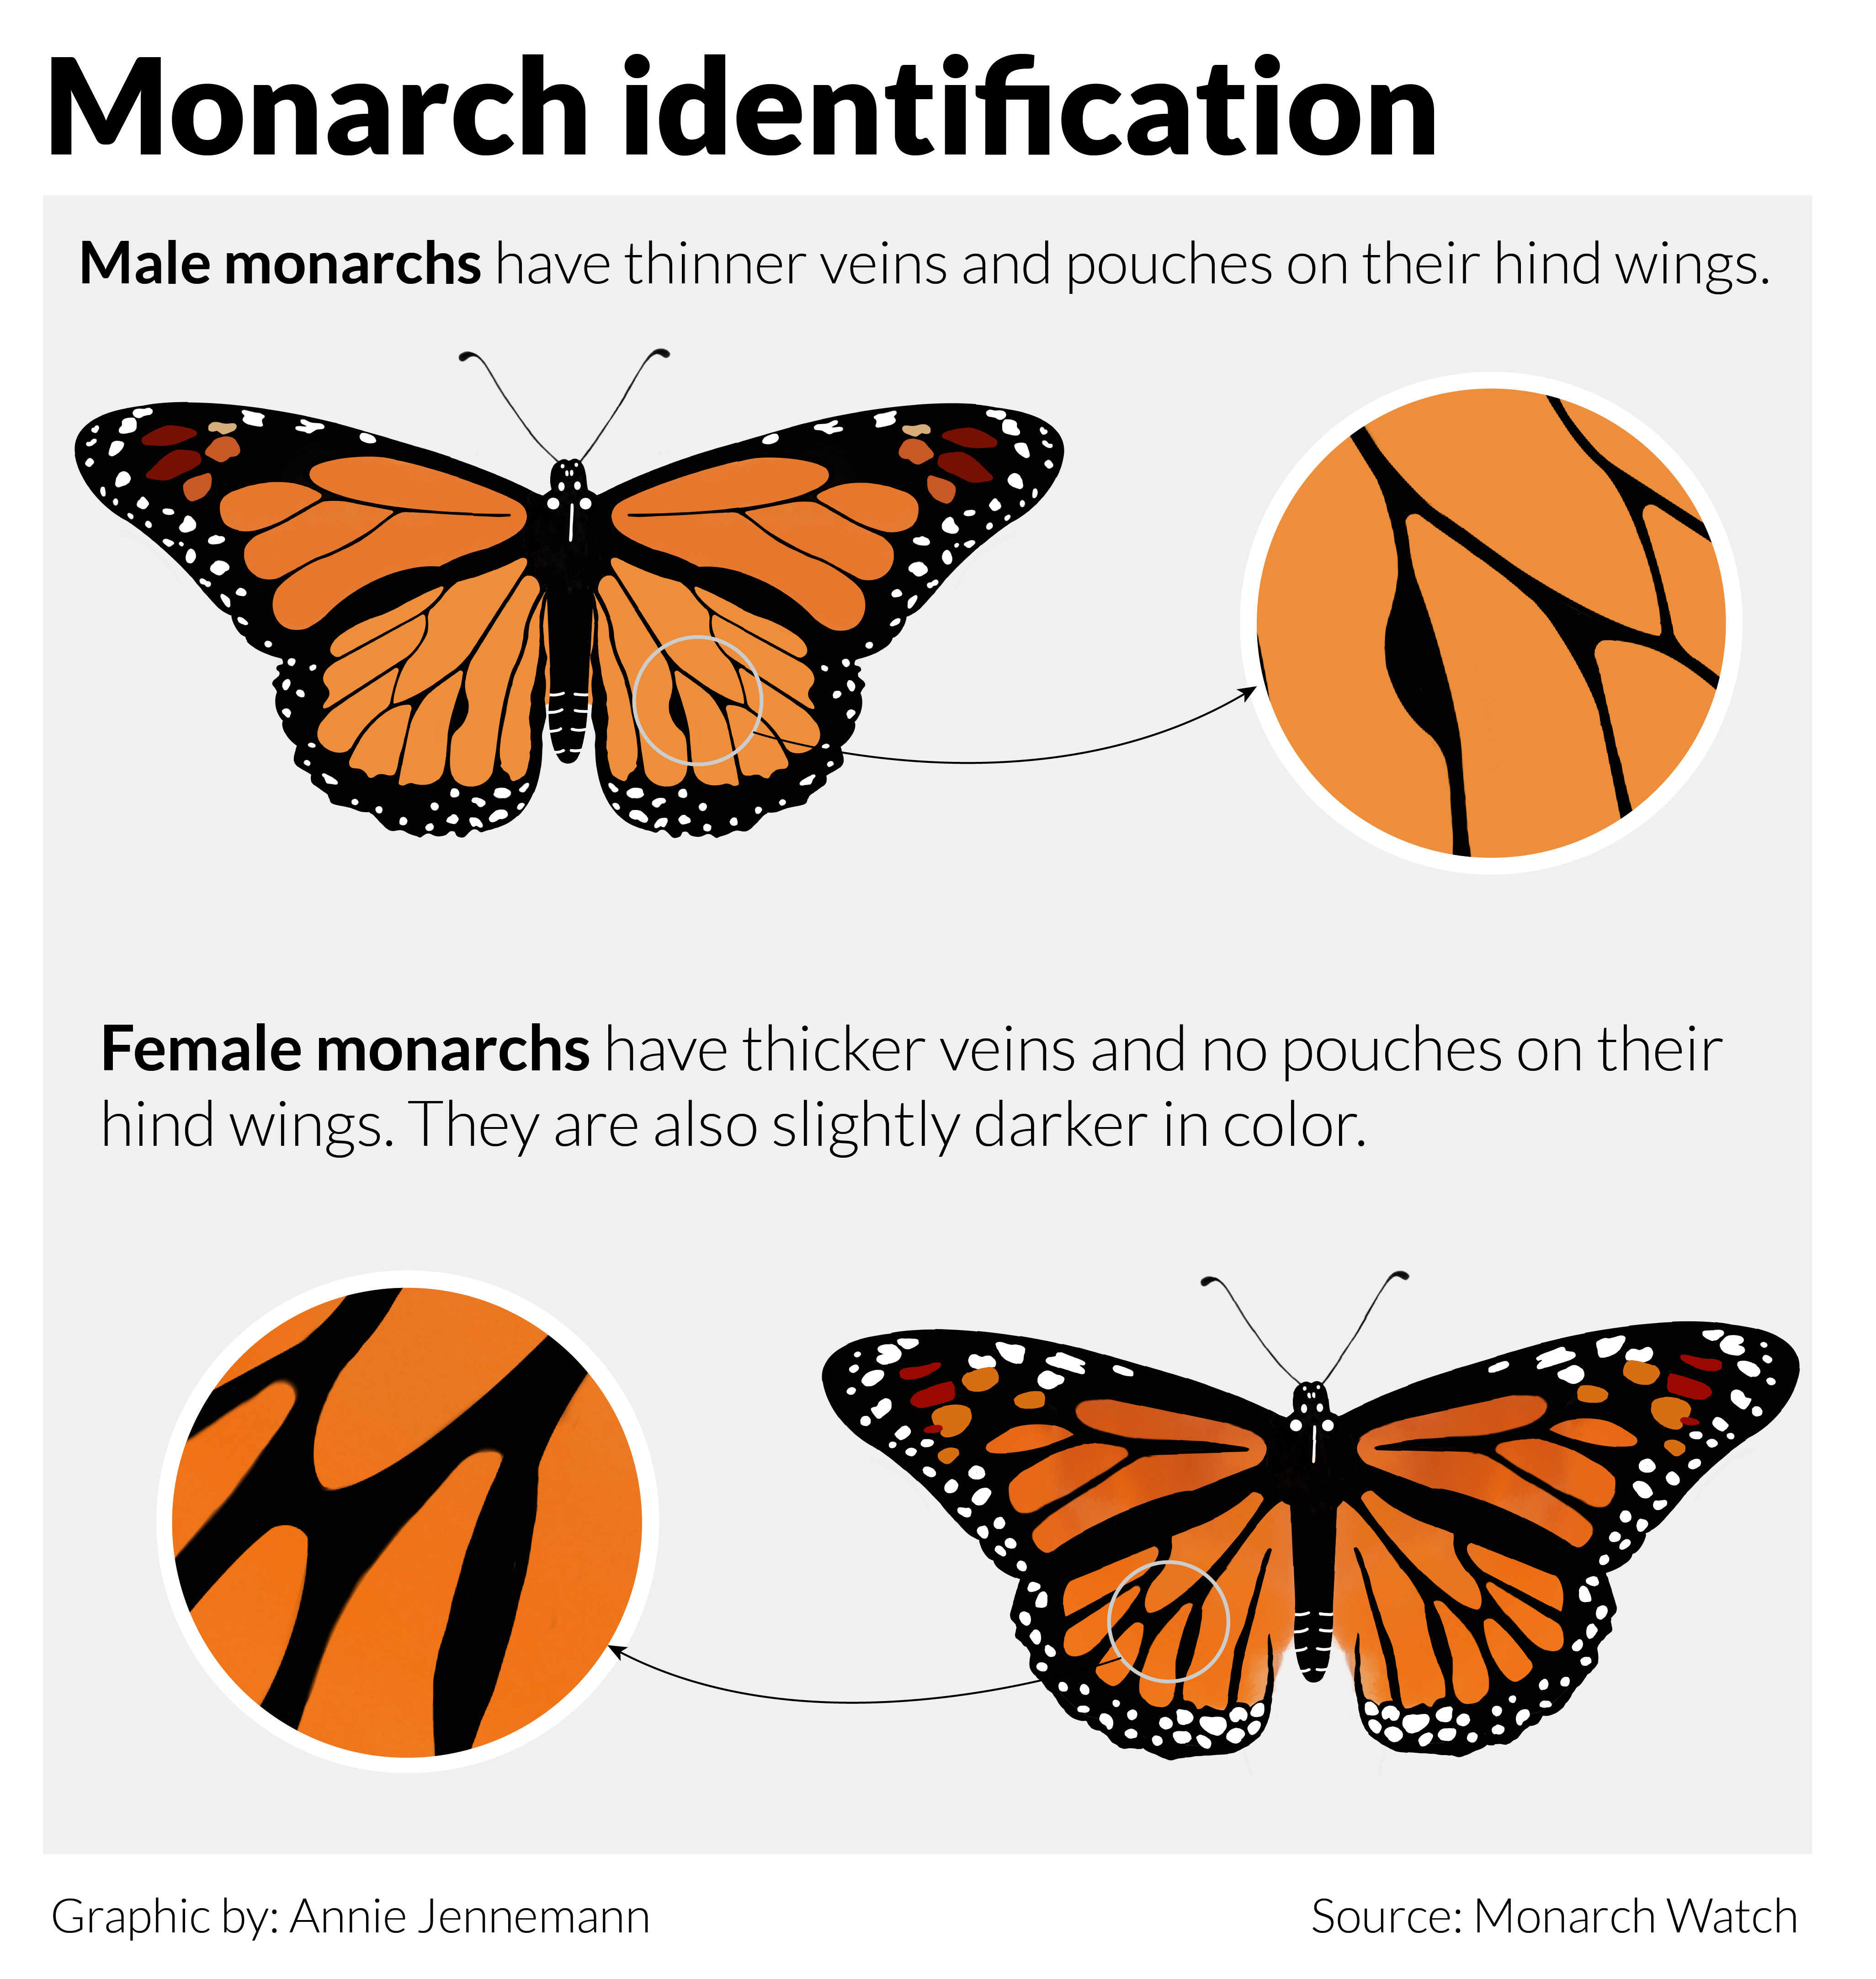 Monarch identification
Male monarchs have thinner veins and pouches on their hind wings.
Female monarchs have thicker veins and no pouches on their
hind wings. They are also slightly darker in color.
Graphic by: Annie Jennemann
Source: Monarch Watch